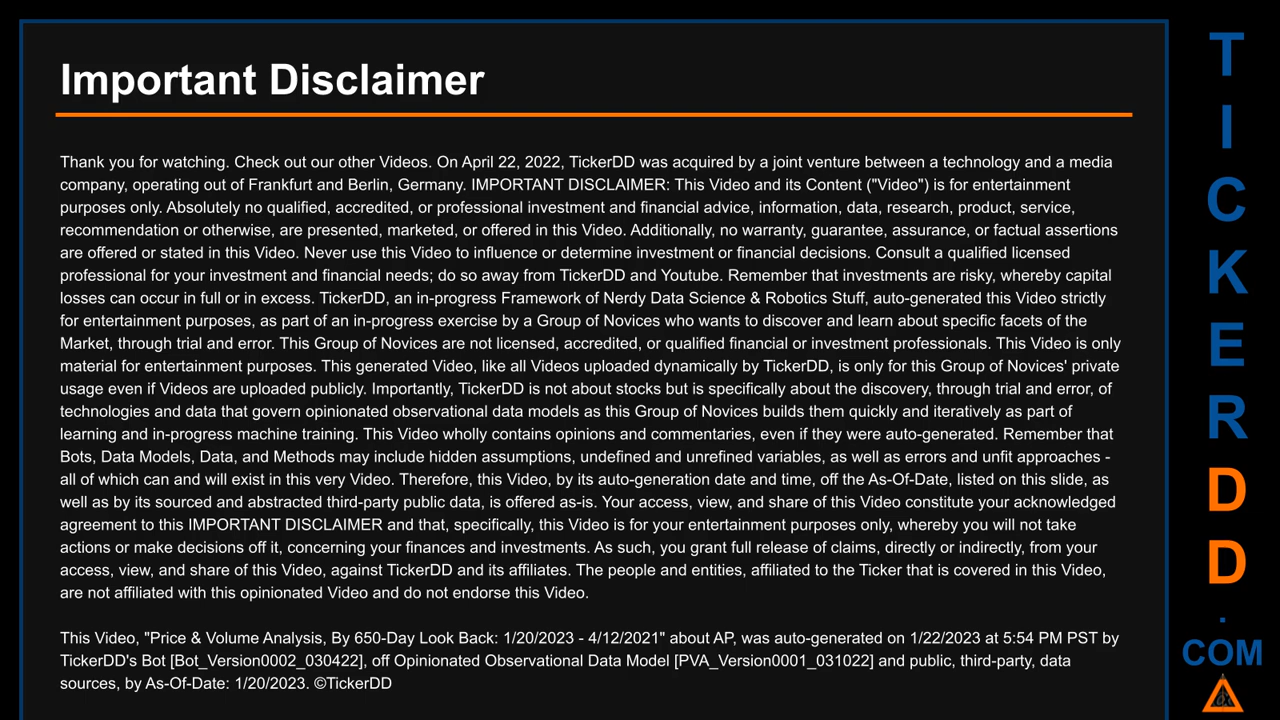 Important Disclaimer
Thank you for watching. Check out our other Videos. On April 22, 2022, TickerDD was acquired by a joint venture between a technology and a media
company, operating out of Frankfurt and Berlin, Germany. IMPORTANT DISCLAIMER: This Video and its Content ("Video") is for entertainment
purposes only. Absolutely no qualified, accredited, or professional investment and financial advice, information, data, research, product, service,
recommendation or otherwise, are presented, marketed, or offered in this Video. Additionally, no warranty, guarantee, assurance, or factual assertions
are offered or stated in this Video. Never use this Video to influence or determine investment or financial decisions. Consult a qualified licensed
professional for your investment and financial needs; do so away from TickerDD and Youtube. Remember that investments are risky, whereby capital
losses can occur in full or in excess. TickerDD, an in-progress Framework of Nerdy Data Science & Robotics Stuff, auto-generated this Video strictly
for entertainment purposes, as part of an in-progress exercise by a Group of Novices who wants to discover and learn about specific facets of the
Market, through trial and error. This Group of Novices are not licensed, accredited, or qualified financial or investment professionals. This Video is only
material for entertainment purposes. This generated Video, like all Videos uploaded dynamically by TickerDD, is only for this Group of Novices' private
usage even if Videos are uploaded publicly. Importantly, TickerDD is not about stocks but is specifically about the discovery, through trial and error, of
technologies and data that govern opinionated observational data models as this Group of Novices builds them quickly and iteratively as part of
learning and in-progress machine training. This Video wholly contains opinions and commentaries, even if they were auto-generated. Remember that
Bots, Data Models, Data, and Methods may include hidden assumptions, undefined and unrefined variables, as well as errors and unfit approaches -
all of which can and will exist in this very Video. Therefore, this Video, by its auto-generation date and time, off the As-Of-Date, listed on this slide, as
well as by its sourced and abstracted third-party public data, is offered as-is. Your access, view, and share of this Video constitute your acknowledged
agreement to this IMPORTANT DISCLAIMER and that, specifically, this Video is for your entertainment purposes only, whereby you will not take
actions or make decisions off it, concerning your finances and investments. As such, you grant full release of claims, directly or indirectly, from your
access, view, and share of this Video, against TickerDD and its affiliates. The people and entities, affiliated to the Ticker that is covered in this Video,
are not affiliated with this opinionated Video and do not endorse this Video.
This Video, "Price & Volume Analysis, By 650-Day Look Back: 1/20/2023 - 4/12/2021" about AP, was auto-generated on 1/22/2023 at 5:54 PM PST by
TickerDD's Bot [Bot_Version0002_030422], off Opinionated Observational Data Model [PVA_Version0001_031022] and public, third-party, data
sources, by As-Of-Date: 1/20/2023. ©TickerDD
T
I
C
K
E
R
D
D
.
COM